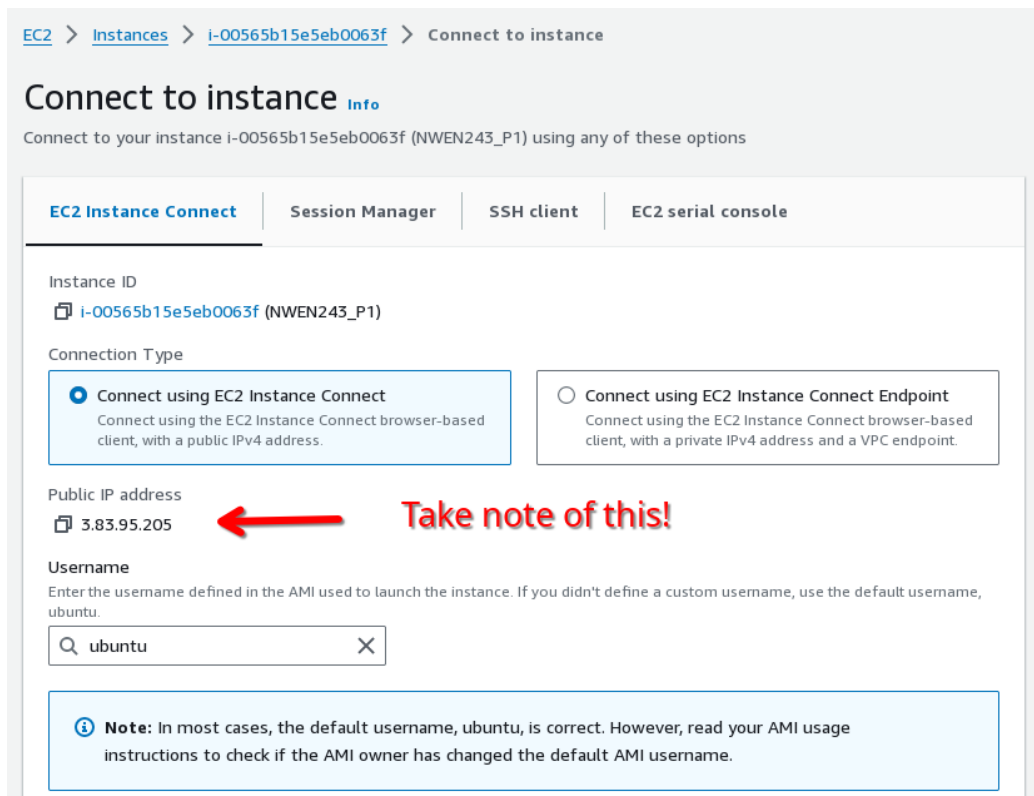 EC2 > Instances > i-00565b15e5eb0063f > Connect to instance
Connect to instance Info
Connect to your instance i-00565b15e5eb0063f (NWEN243_P1) using any of these options
EC2 Instance Connect Session Manager SSH client EC2 serial console
Instance ID
i-00565b15e5eb0063f (NWEN243_P1)
Connection Type
Connect using EC2 Instance Connect
Connect using the EC2 Instance Connect browser-based
client, with a public IPv4 address.
Connect using EC2 Instance Connect Endpoint
Connect using the EC2 Instance Connect browser-based
client, with a private IPv4 address and a VPC endpoint.
Public IP address
3.83.95.205
Take note of this!
Username
Enter the username defined in the AMI used to launch the instance. If you didn't define a custom username, use the default username,
ubuntu.
ubuntu
Note: In most cases, the default username, ubuntu, is correct. However, read your AMI usage
instructions to check if the AMI owner has changed the default AMI username.